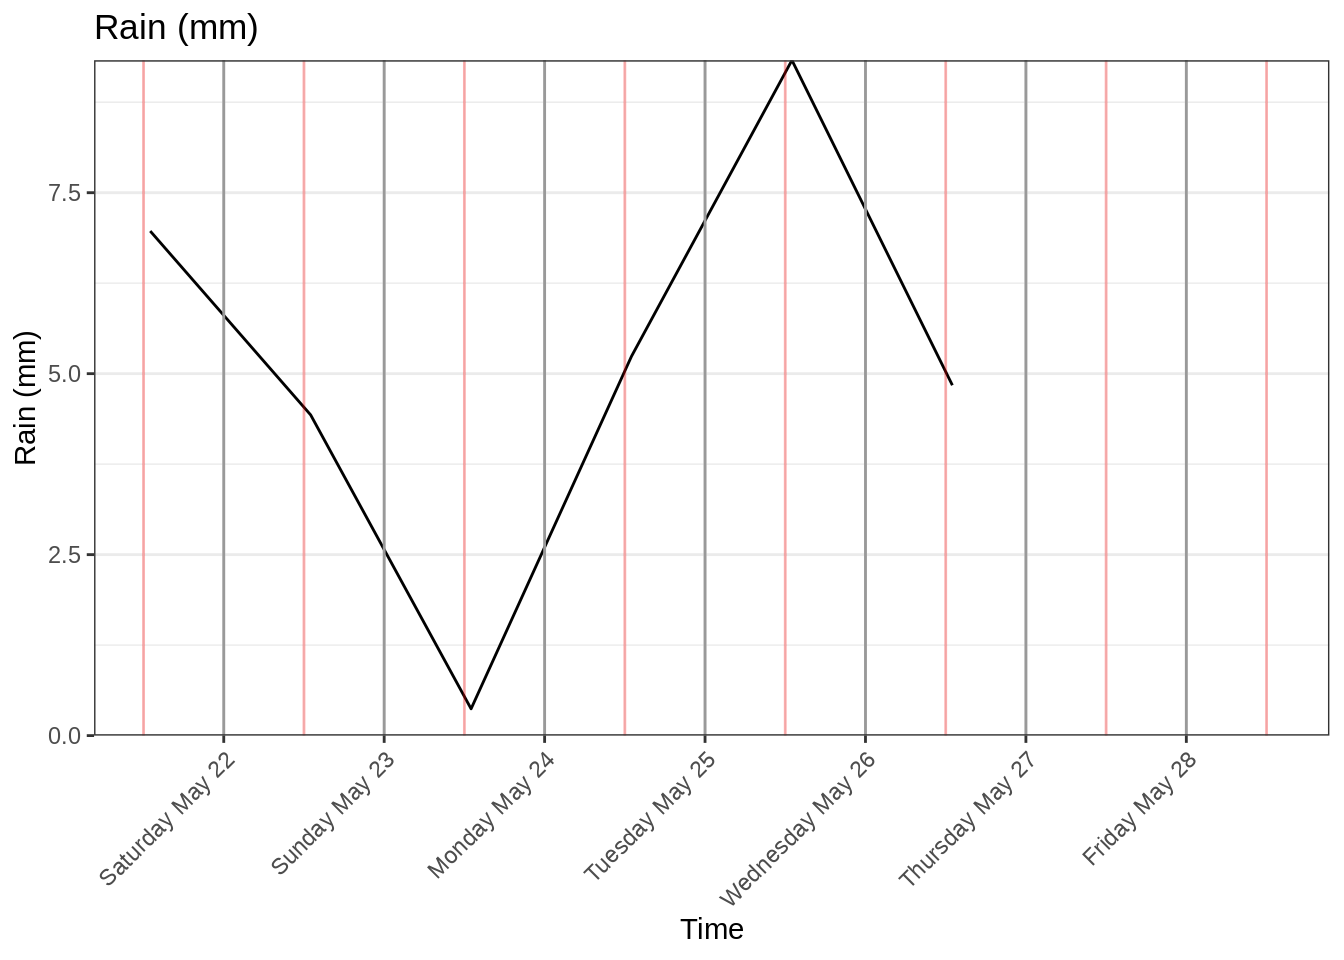 Rain (mm)
Rain (mm)
7.5
5.0
2.5
0.0
Saturday May 22
Sunday May 23
Monday May 24
Tuesday May 25
Wednesday May 26
Thursday May 27
Friday May 28
Time